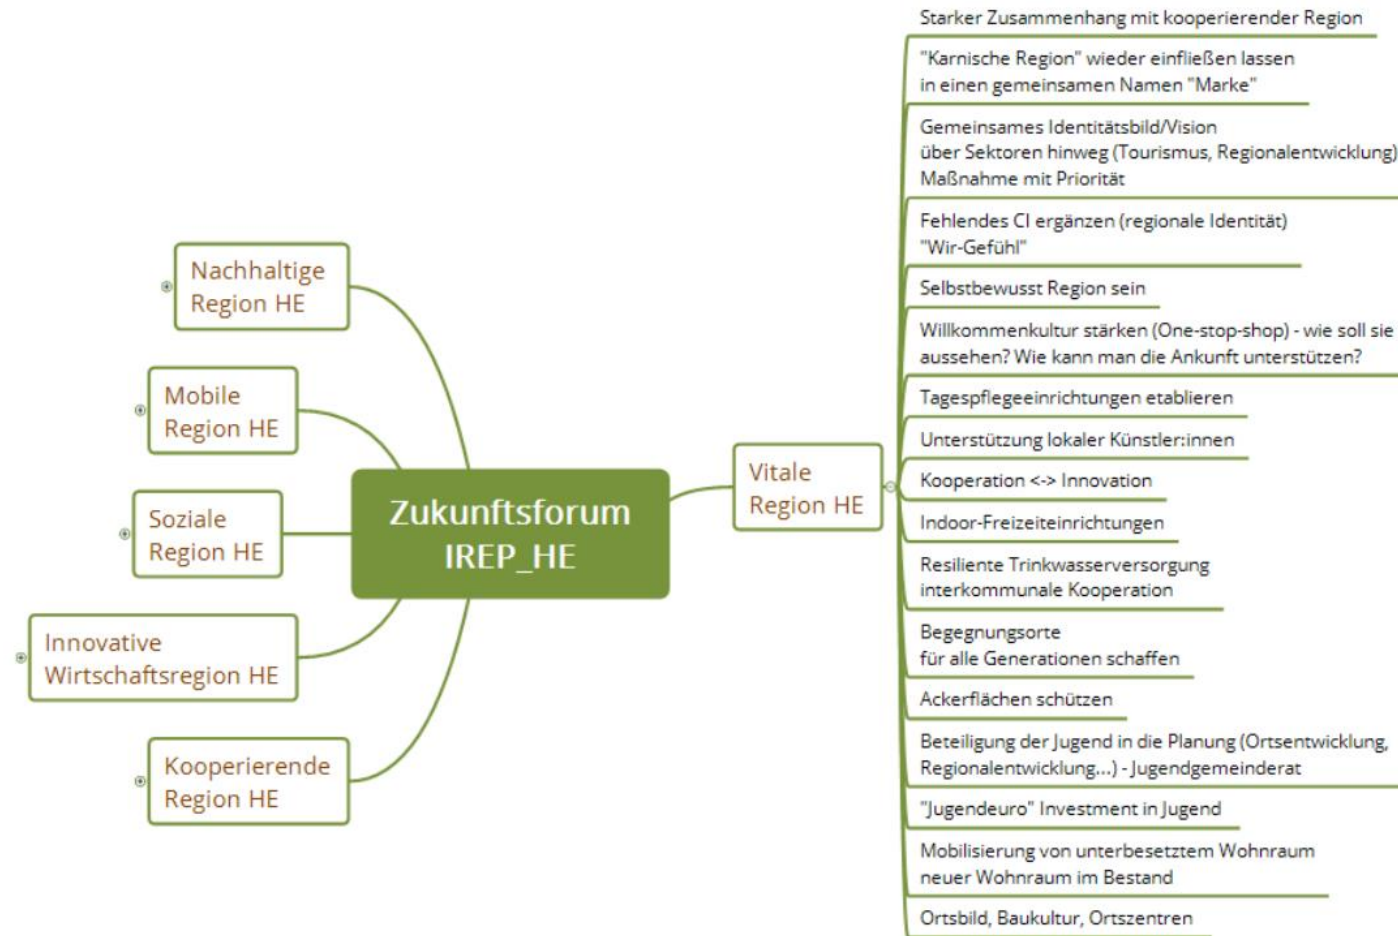 Nachhaltige
Region HE
Mobile
Region HE
Soziale
Region HE
Innovative
Wirtschaftsregion HE
Kooperierende
Region HE
Zukunftsforum
IREP_HE
Vitale
Region HE
Starker Zusammenhang mit kooperierender Region
"Karnische Region" wieder einfließen lassen
in einen gemeinsamen Namen "Marke"
Gemeinsames Identitätsbild/Vision
über Sektoren hinweg (Tourismus, Regionalentwicklung)
Maßnahme mit Priorität
Fehlendes CI ergänzen (regionale Identität)
"Wir-Gefühl"
Selbstbewusst Region sein
Willkommenkultur stärken (One-stop-shop) - wie soll sie
aussehen? Wie kann man die Ankunft unterstützen?
Tagespflegeeinrichtungen etablieren
Unterstützung lokaler Künstler:innen
Kooperation <-> Innovation
Indoor-Freizeiteinrichtungen
Resiliente Trinkwasserversorgung
interkommunale Kooperation
Begegnungsorte
für alle Generationen schaffen
Ackerflächen schützen
Beteiligung der Jugend in die Planung (Ortsentwicklung,
Regionalentwicklung...) - Jugendgemeinderat
"Jugendeuro" Investment in Jugend
Mobilisierung von unterbesetztem Wohnraum
neuer Wohnraum im Bestand
Ortsbild, Baukultur, Ortszentren